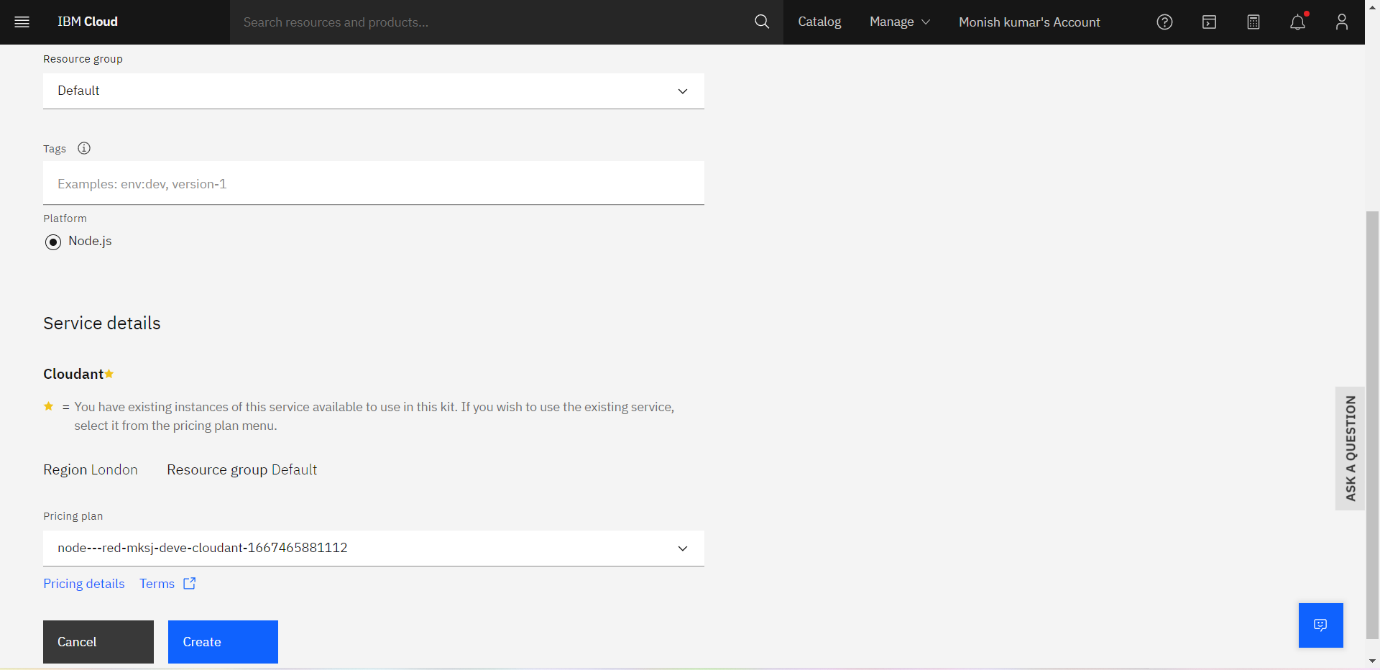 IBM Cloud
Search resources and products...
Catalog
Manage
Monish kumar's Account
Resource group
Default
Tags
Examples: env:dev, version-1
Platform
Node.js
Service details
Cloudant
= You have existing instances of this service available to use in this kit. If you wish to use the existing service,
select it from the pricing plan menu.
Region London
Resource group Default
Pricing plan
node---red-mksj-deve-cloudant-1667465881112
Pricing details
Terms
Cancel
Create
ASK A QUESTION